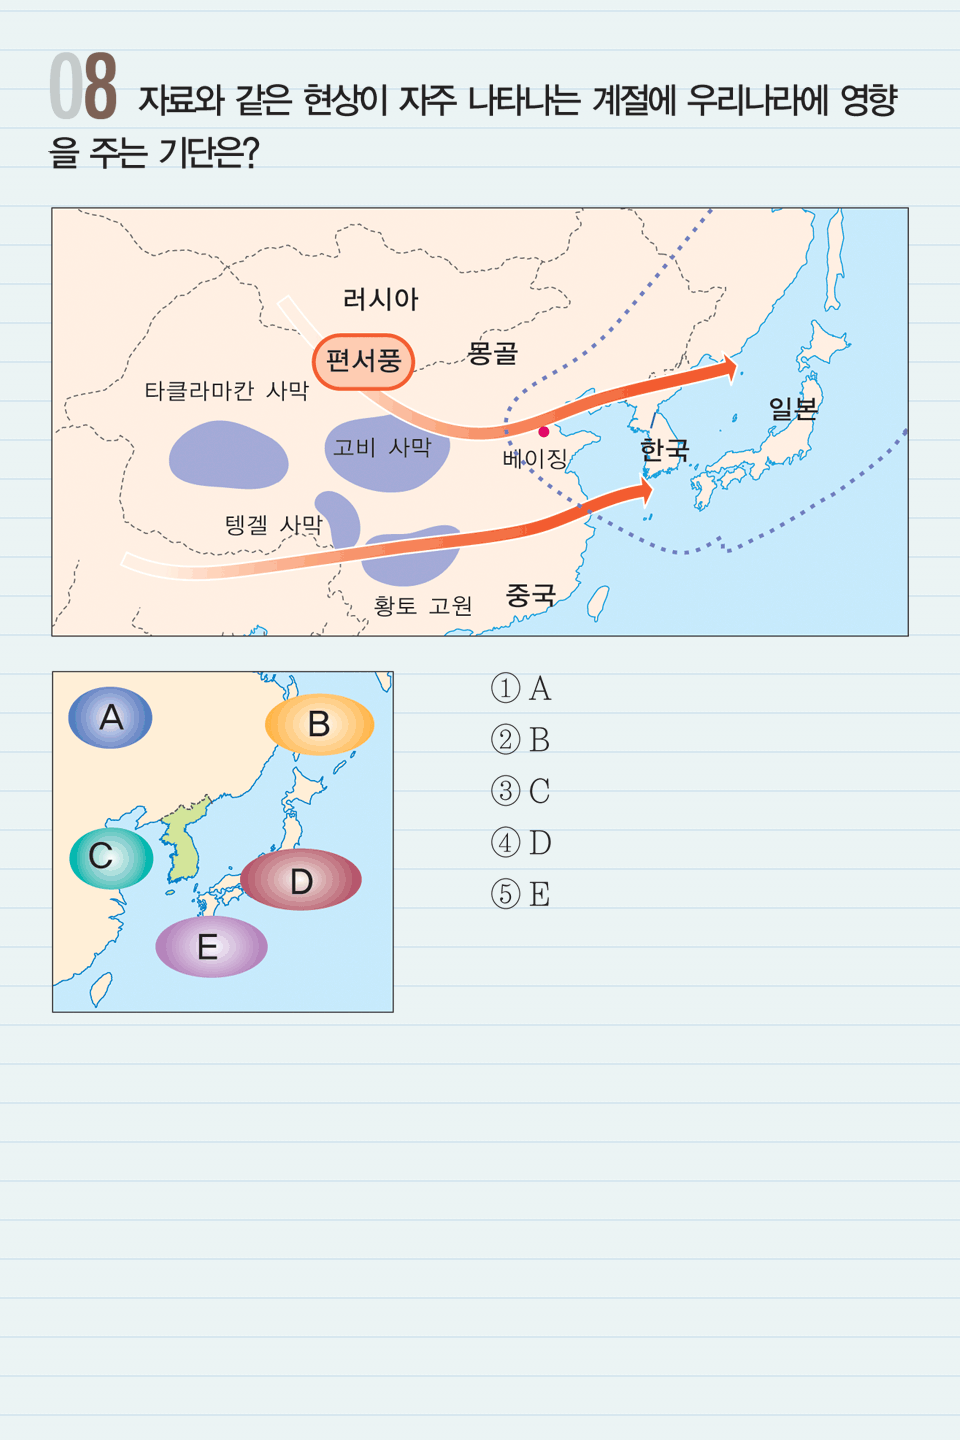 08 자료와 같은 현상이 자주 나타나는 계절에 우리나라에 영향
을 주는 기단은?
러시아
편서풍
몽골
타클라마칸 사막
고비 사막
일본
한국
베이징
텡겔 사막
황토 고원
중국
A
B
C
D
E
① A
② B
③ C
④ D
⑤ E